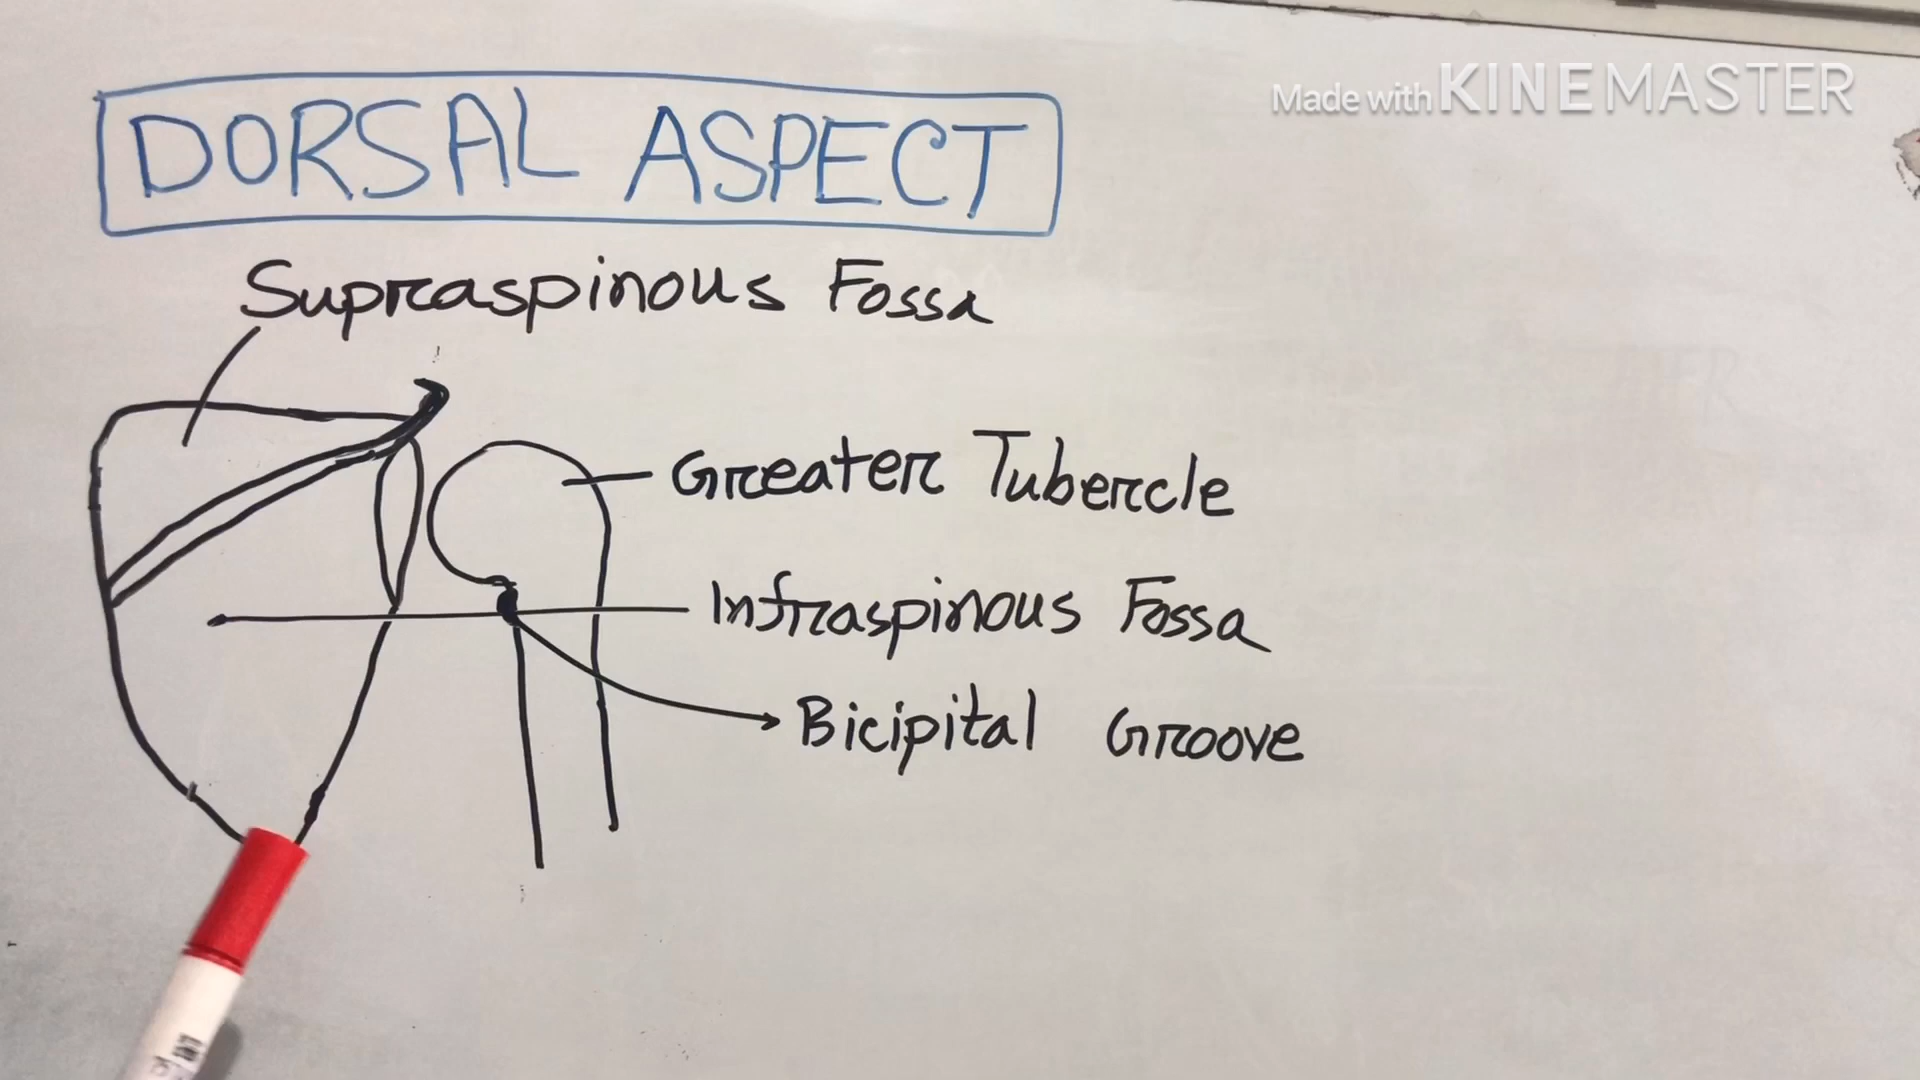 DORSAL ASPECT
Made with KINEMASTER
Supraspinous Fossa
Greater Tubercle
Infraspinous Fossa
Bicipital Groove